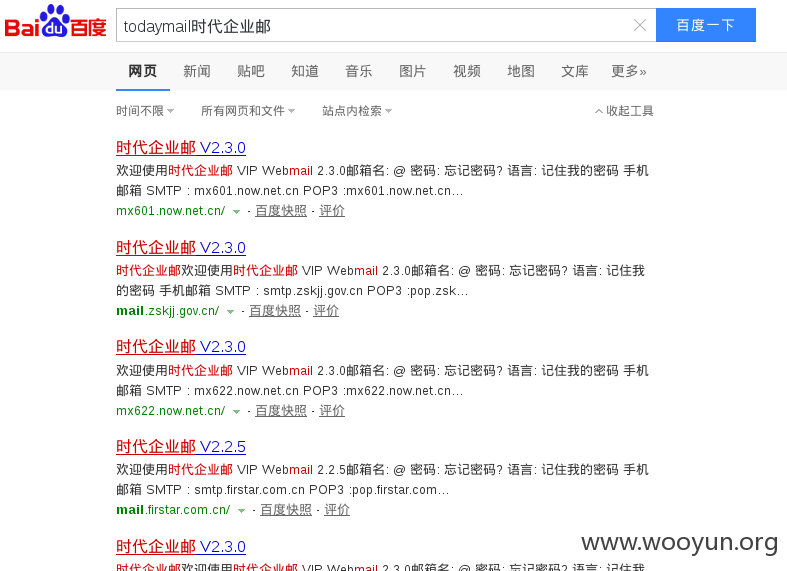 Bai du 百度
todaymail时代企业邮
百度一下
网页 新闻 贴吧 知道 音乐 图片 视频 地图 文库 更多»
时间不限 所有网页和文件 站点内检索 收起工具
时代企业邮 V2.3.0
欢迎使用时代企业邮 VIP Webmail 2.3.0邮箱名: @ 密码: 忘记密码? 语言: 记住我的密码 手机
邮箱 SMTP : mx601.now.net.cn POP3 :mx601.now.net.cn...
mx601.now.net.cn/ - 百度快照 - 评价
时代企业邮 V2.3.0
时代企业邮欢迎使用时代企业邮 VIP Webmail 2.3.0邮箱名: @ 密码: 忘记密码? 语言: 记住我
的密码 手机邮箱 SMTP : smtp.zskjj.gov.cn POP3 :pop.zsk...
mail.zskjj.gov.cn/ - 百度快照 - 评价
时代企业邮 V2.3.0
欢迎使用时代企业邮 VIP Webmail 2.3.0邮箱名: @ 密码: 忘记密码? 语言: 记住我的密码 手机
邮箱 SMTP : mx622.now.net.cn POP3 :mx622.now.net.cn...
mx622.now.net.cn/ - 百度快照 - 评价
时代企业邮 V2.2.5
欢迎使用时代企业邮 VIP Webmail 2.2.5邮箱名: @ 密码: 忘记密码? 语言: 记住我的密码 手机
邮箱 SMTP : smtp.firstar.com.cn POP3 :pop.firstar.com...
mail.firstar.com.cn/ - 百度快照 - 评价
时代企业邮 V2.3.0
时代企业邮欢迎使用时代企业邮 VIP Webmail 2.3.0邮箱名: @ 密码: 忘记密码? 语言: 记住我
www.wooyun.org